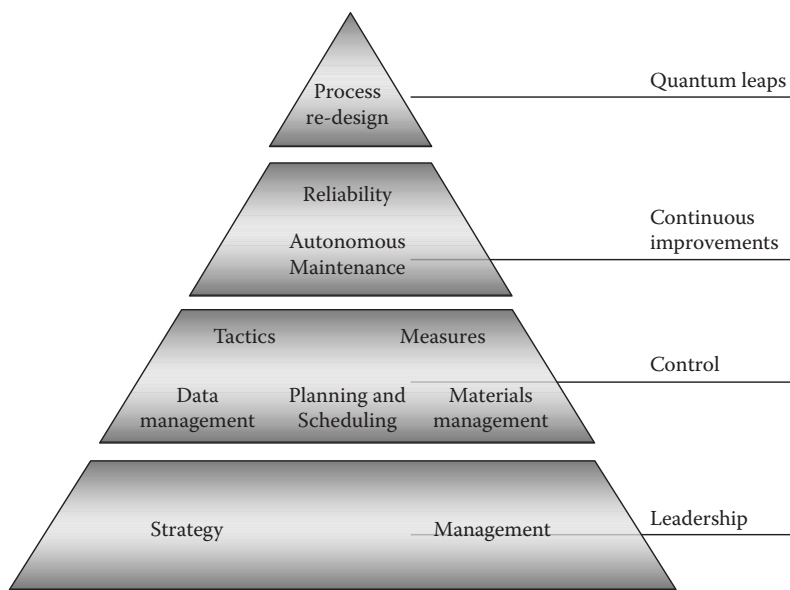 Process
re-design
Quantum leaps
Reliability
Autonomous
Maintenance
Continuous
improvements
Tactics
Measures
Data
management
Planning and
Scheduling
Materials
management
Control
Strategy
Management
Leadership